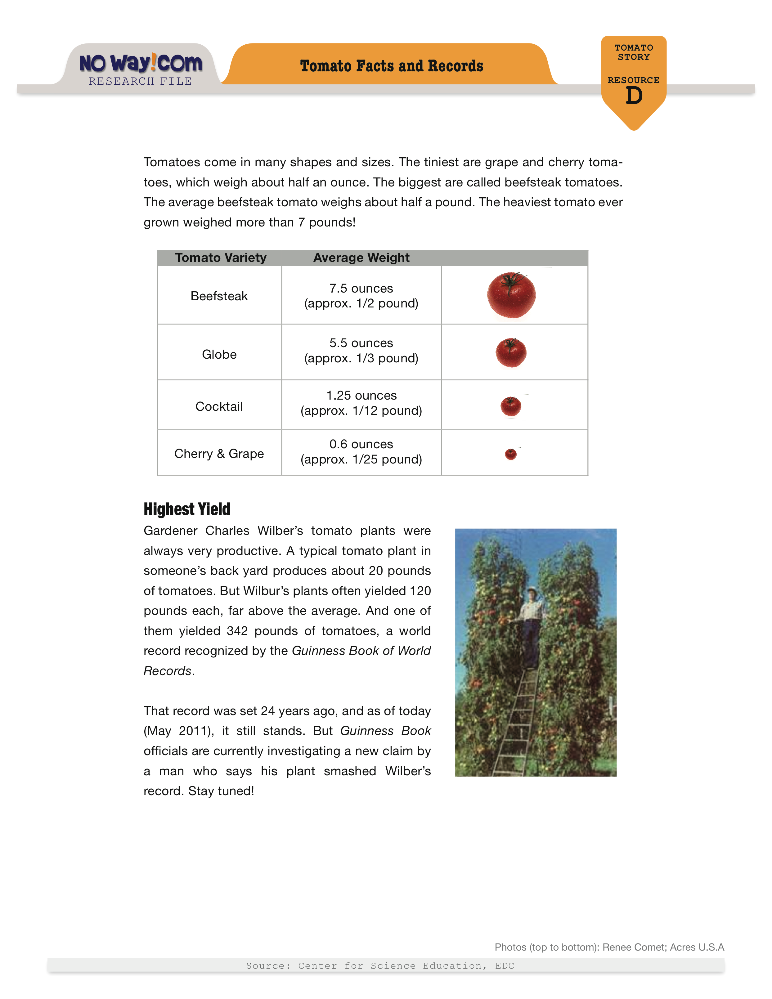 NO Way!com
RESEARCH FILE
Tomato Facts and Records
TOMATO
STORY
RESOURCE
D
Tomatoes come in many shapes and sizes. The tiniest are grape and cherry toma-
toes, which weigh about half an ounce. The biggest are called beefsteak tomatoes.
The average beefsteak tomato weighs about half a pound. The heaviest tomato ever
grown weighed more than 7 pounds!
Tomato Variety Average Weight
Beefsteak
7.5 ounces
(approx. 1/2 pound)
Globe
5.5 ounces
(approx. 1/3 pound)
Cocktail
1.25 ounces
(approx. 1/12 pound)
Cherry & Grape
0.6 ounces
(approx. 1/25 pound)
Highest Yield
Gardener Charles Wilber’s tomato plants were
always very productive. A typical tomato plant in
someone’s back yard produces about 20 pounds
of tomatoes. But Wilbur’s plants often yielded 120
pounds each, far above the average. And one of
them yielded 342 pounds of tomatoes, a world
record recognized by the Guinness Book of World
Records.
That record was set 24 years ago, and as of today
(May 2011), it still stands. But Guinness Book
officials are currently investigating a new claim by
a man who says his plant smashed Wilber’s
record. Stay tuned!
Photos (top to bottom): Renee Comet; Acres U.S.A
Source: Center for Science Education, EDC